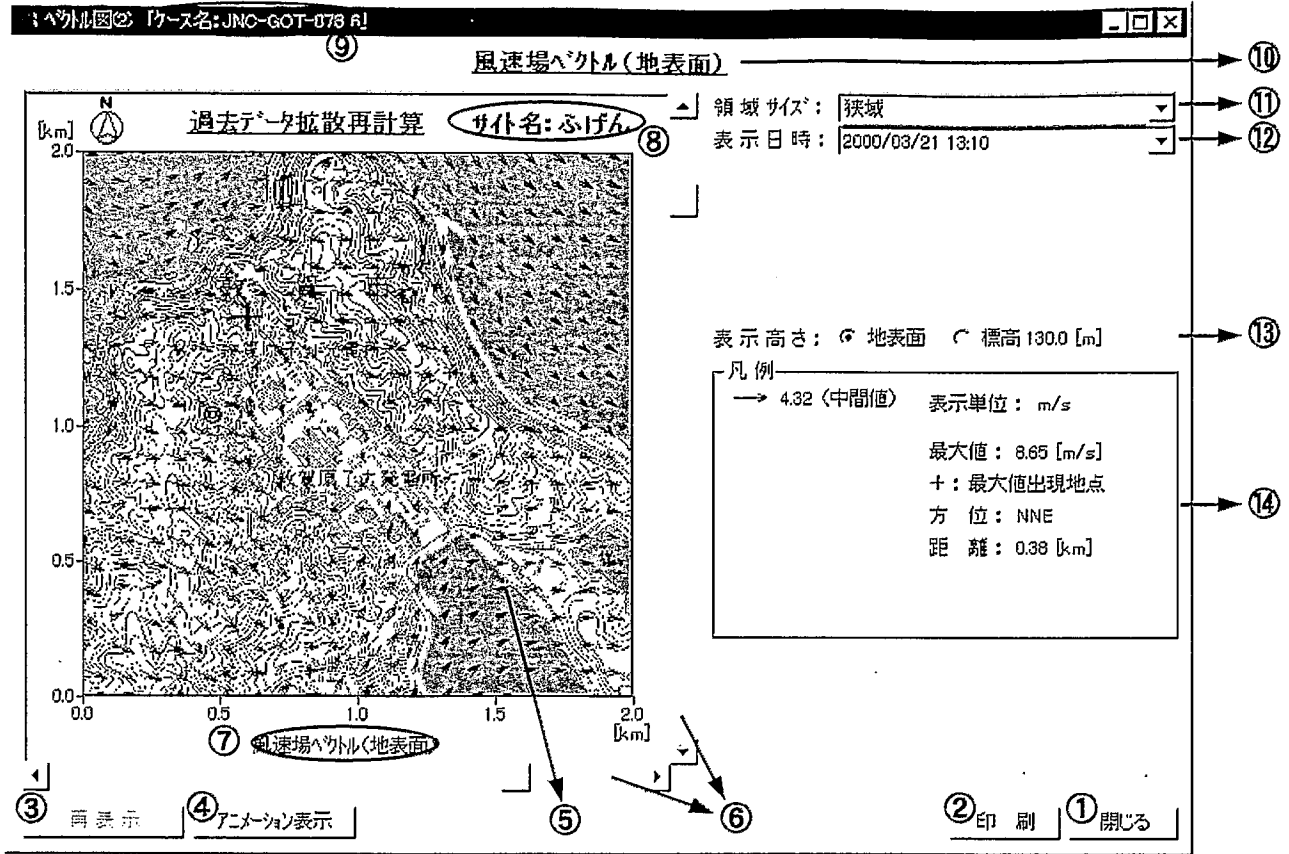 ベクトル図(2) 「ケース名:JNC-GOT-078 R」
⑨
風速場ベクトル(地表面) ⑩
N
[km]
過去データ拡散再計算 サイト名:ふげん ⑧
領域サイズ: 狭域 ⑪
表示日時: 2000/03/21 13:10 ⑫
2.0
1.5
1.0
0.5
0.0
敦賀原子力発電所
0.0 0.5 1.0 1.5 2.0
[km]
⑦ 風速場ベクトル(地表面)
表示高さ: 地表面 標高 130.0 [m] ⑬
凡例
→ 4.32 (中間値) 表示単位: m/s
最大値: 8.65 [m/s]
+:最大値出現地点
方 位: NNE
距 離: 0.38 [km]
⑭
③ 再表示 ④ アニメーション表示 ⑤ ⑥ ② 印 刷 ① 閉じる